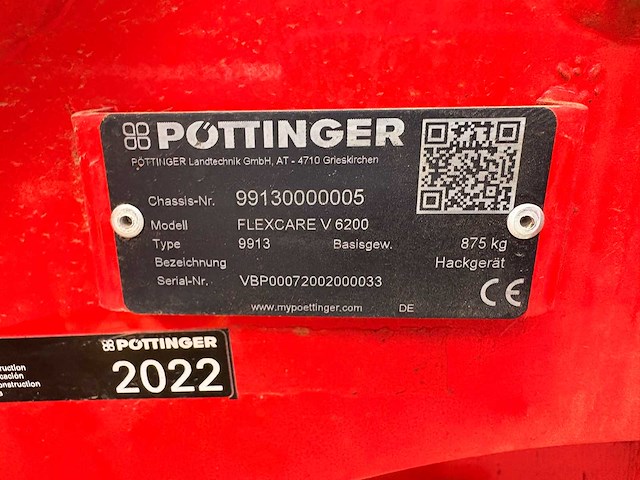 PÖTTINGER
PÖTTINGER Landtechnik GmbH, AT - 4710 Grieskirchen
Chassis-Nr. 99130000005
Modell FLEXCARE V 6200
Type 9913 Basisgew. 875 kg
Bezeichnung Hackgerät
Serial-Nr. VBP00072002000033
www.mypoettinger.com DE
CE
PÖTTINGER
2022